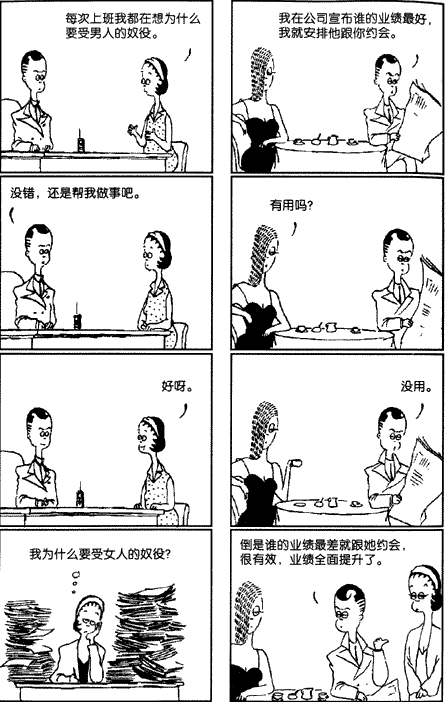 每次上班我都在想为什么
要受男人的奴役。
没错，还是帮我做事吧。
好呀。
我为什么要受女人的奴役？
我在公司宣布谁的业绩最好，
我就安排他跟你约会。
有用吗？
没用。
倒是谁的业绩最差就跟她约会，
很有效，业绩全面提升了。